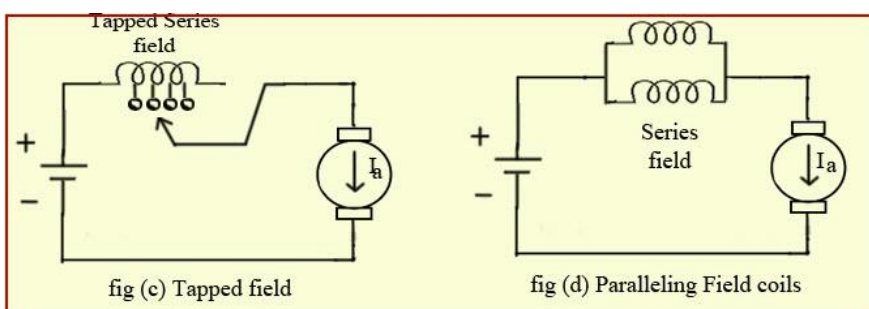 Tapped Series
field
+
-
Ia
fig (c) Tapped field
+
-
Series
field
Ia
fig (d) Paralleling Field coils